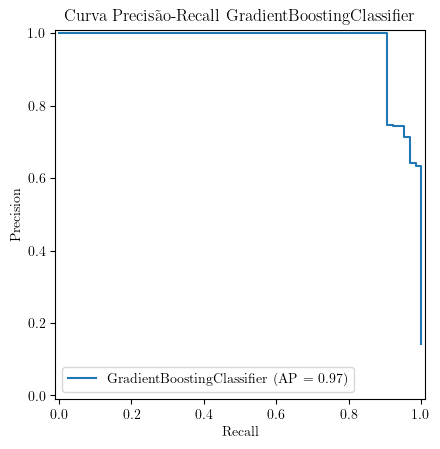 Curva Precisão-Recall GradientBoostingClassifier
1.0
0.8
0.6
0.4
0.2
0.0
Precision
GradientBoostingClassifier (AP = 0.97)
0.0 0.2 0.4 0.6 0.8 1.0
Recall